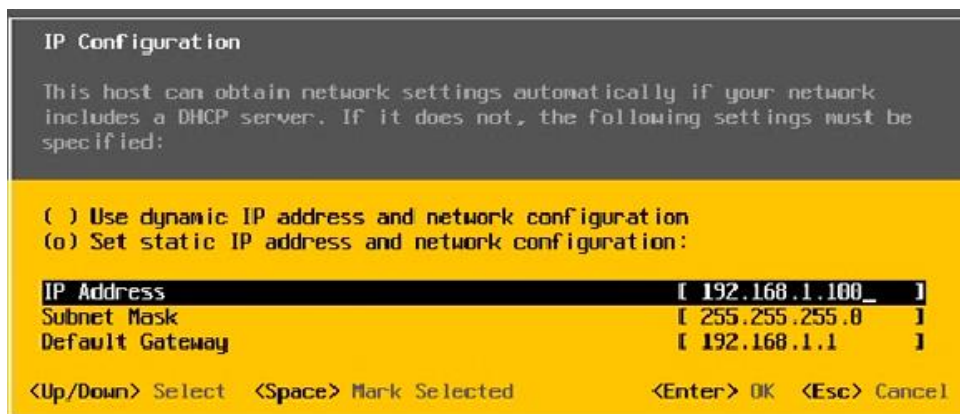 IP Configuration
This host can obtain network settings automatically if your network
includes a DHCP server. If it does not, the following settings must be
specified:
( ) Use dynamic IP address and network configuration
(o) Set static IP address and network configuration:
IP Address [ 192.168.1.100_ ]
Subnet Mask [ 255.255.255.0 ]
Default Gateway [ 192.168.1.1 ]
<Up/Down> Select <Space> Mark Selected <Enter> OK <Esc> Cancel